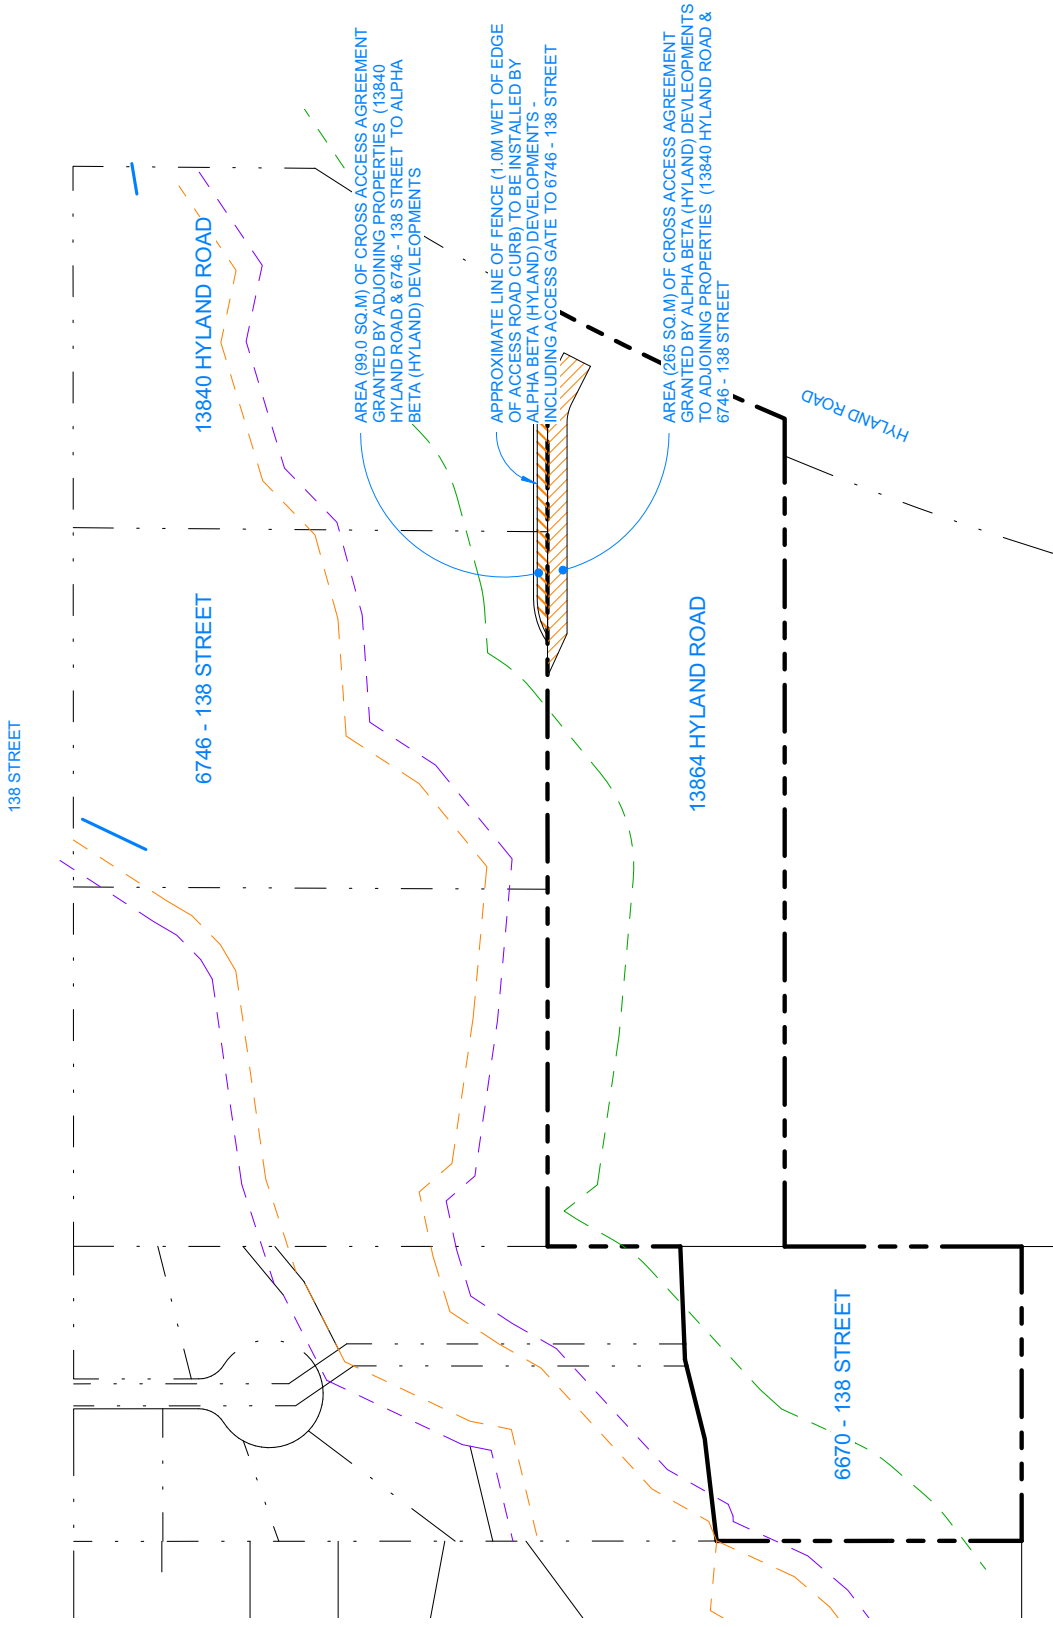 138 STREET
13840 HYLAND ROAD
6746 - 138 STREET
AREA (99.0 SQ.M) OF CROSS ACCESS AGREEMENT
GRANTED BY ADJOINING PROPERTIES (13840
HYLAND ROAD & 6746 - 138 STREET TO ALPHA
BETA (HYLAND) DEVLEOPMENTS
APPROXIMATE LINE OF FENCE (1.0M WET OF EDGE
OF ACCESS ROAD CURB) TO BE INSTALLED BY
ALPHA BETA (HYLAND) DEVELOPMENTS -
INCLUDING ACCESS GATE TO 6746 - 138 STREET
AREA (265 SQ.M) OF CROSS ACCESS AGREEMENT
GRANTED BY ALPHA BETA (HYLAND) DEVLEOPMENTS
TO ADJOINING PROPERTIES (13840 HYLAND ROAD &
6746 - 138 STREET
HYLAND ROAD
13864 HYLAND ROAD
6670 - 138 STREET